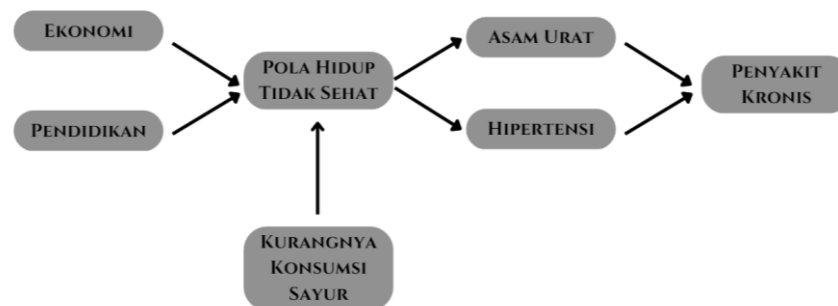 Ekonomi
Pendidikan
Pola Hidup
Tidak Sehat
Kurangnya
Konsumsi
Sayur
Asam Urat
Hipertensi
Penyakit
Kronis